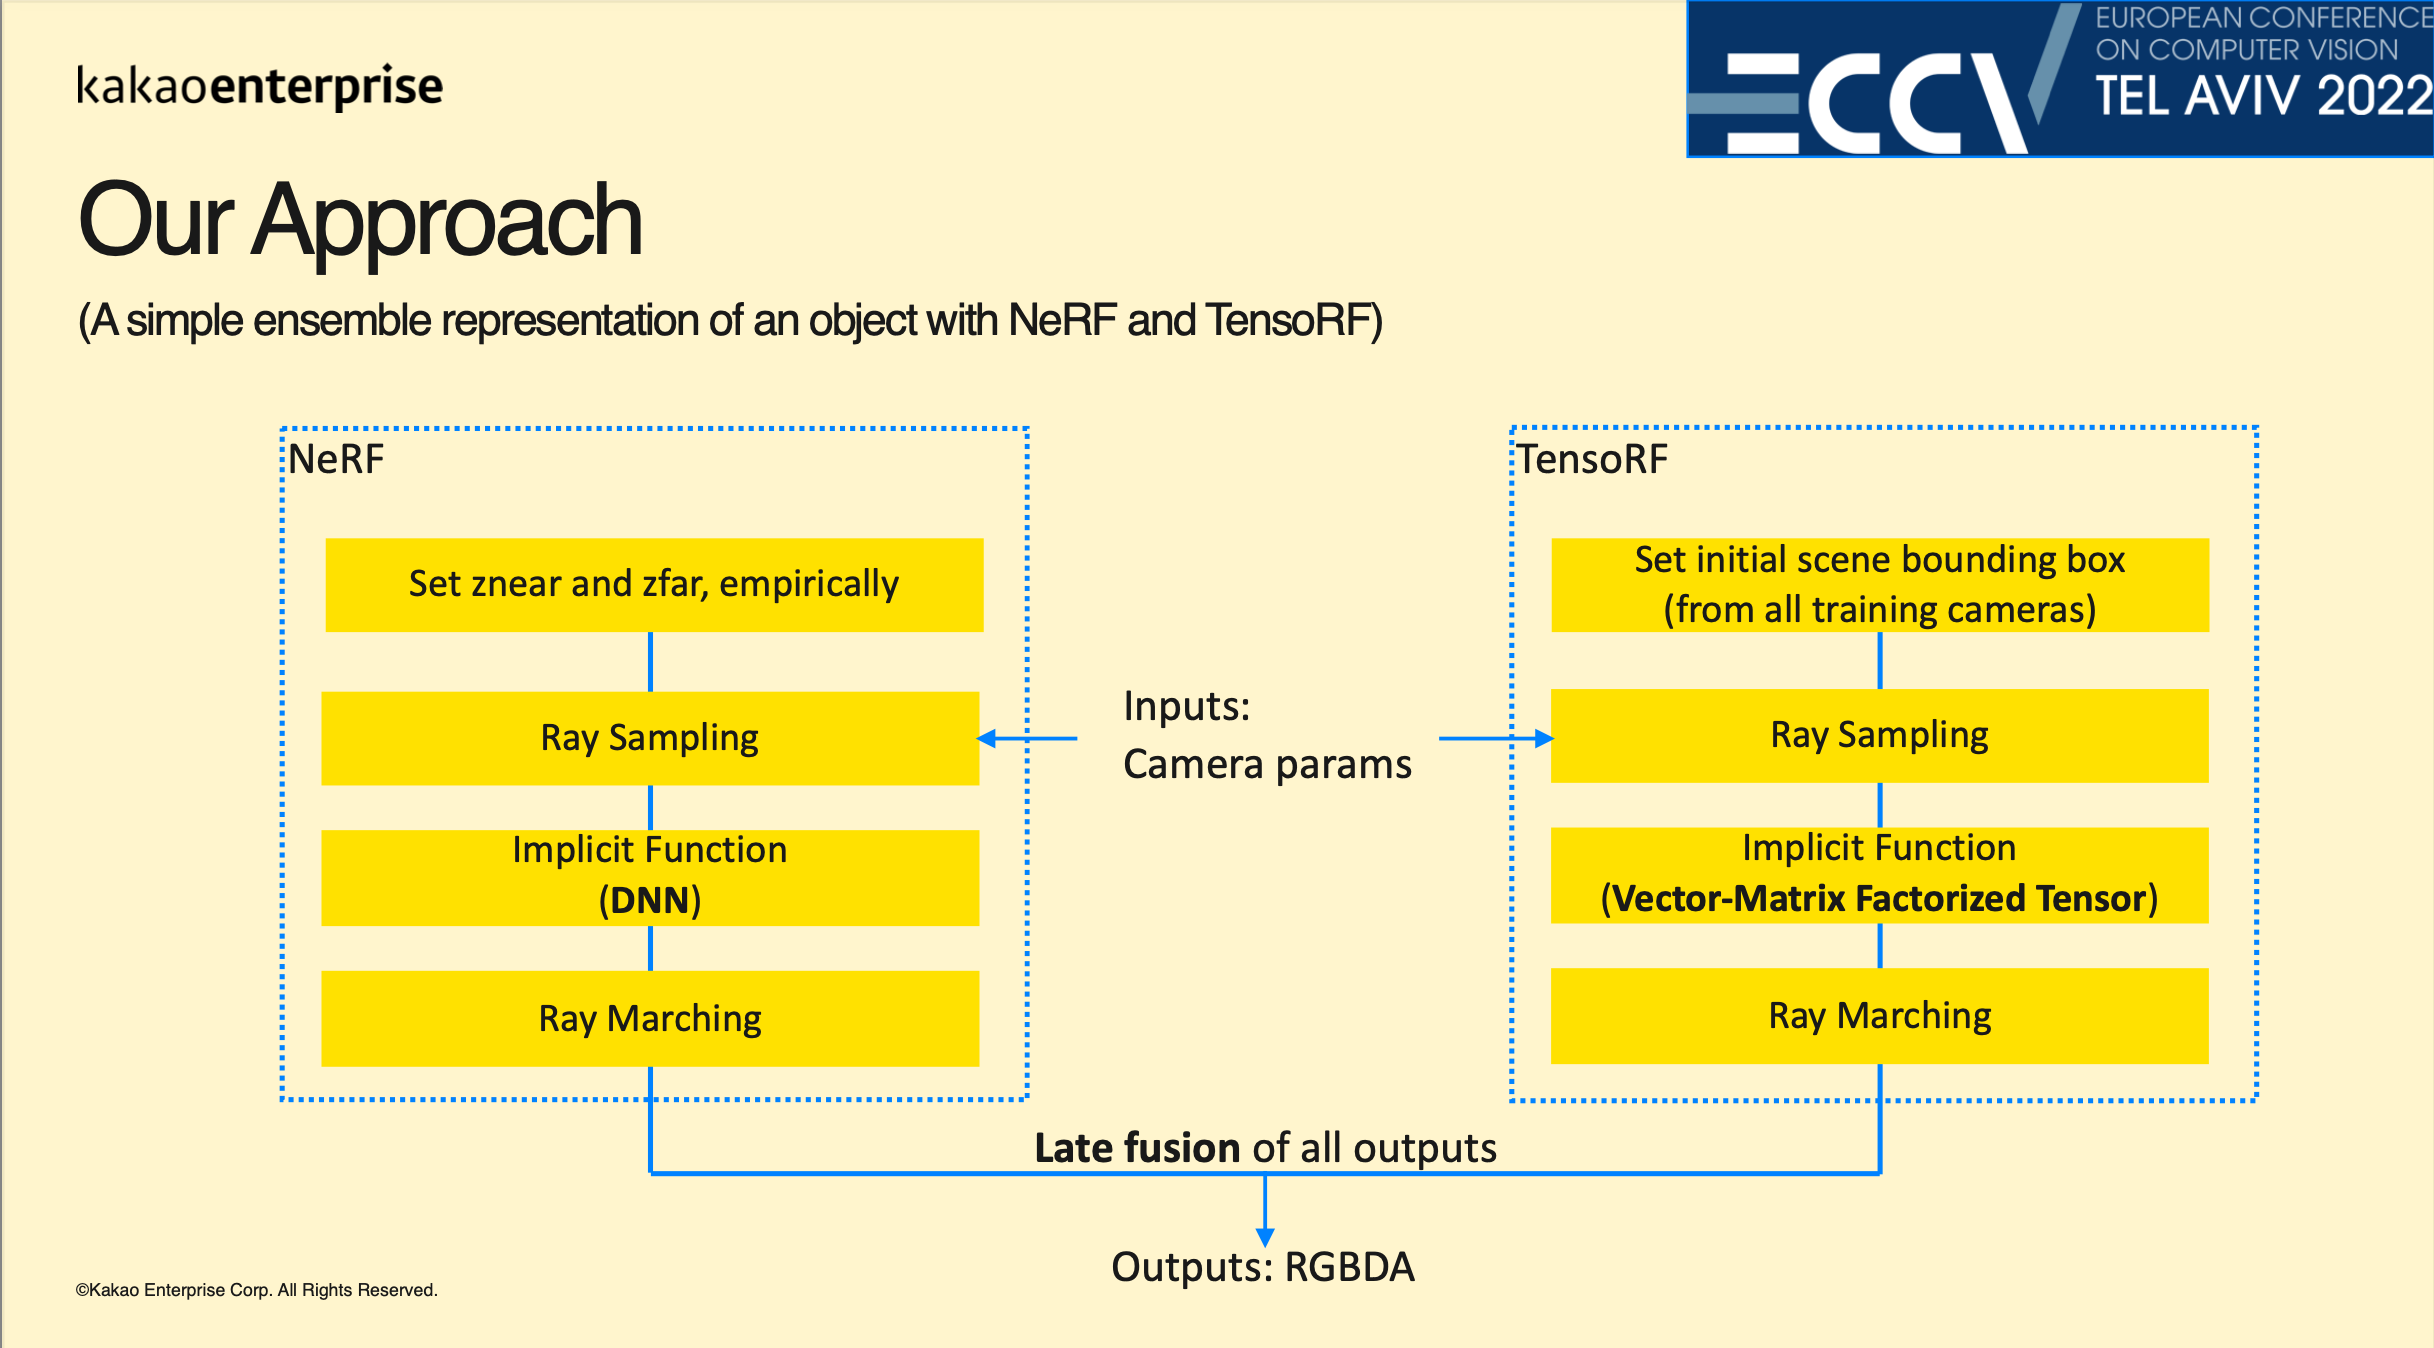 kakaoenterprise
ECCV
EUROPEAN CONFERENCE
ON COMPUTER VISION
TEL AVIV 2022
Our Approach
(A simple ensemble representation of an object with NeRF and TensoRF)
NeRF
Set znear and zfar, empirically
Ray Sampling
Implicit Function
(DNN)
Ray Marching
Inputs:
Camera params
TensoRF
Set initial scene bounding box
(from all training cameras)
Ray Sampling
Implicit Function
(Vector-Matrix Factorized Tensor)
Ray Marching
Late fusion of all outputs
Outputs: RGBDA
©Kakao Enterprise Corp. All Rights Reserved.